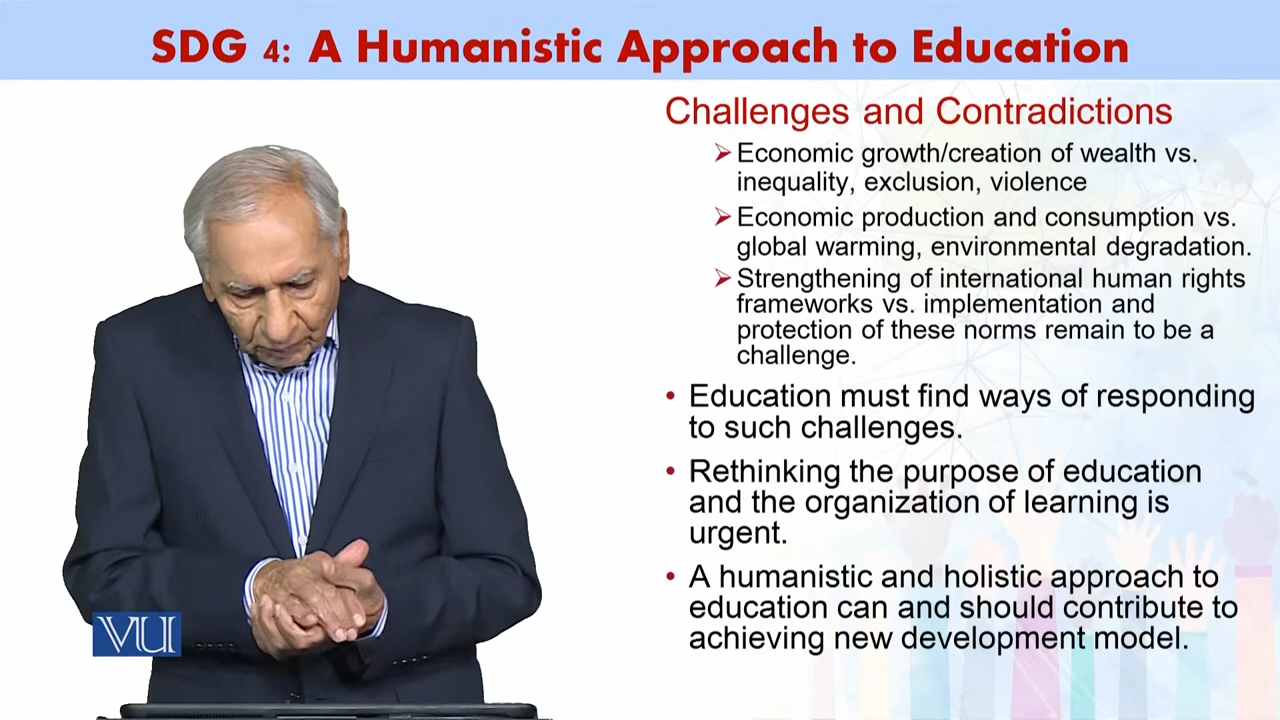 SDG 4: A Humanistic Approach to Education
Challenges and Contradictions
➢ Economic growth/creation of wealth vs.
inequality, exclusion, violence
➢ Economic production and consumption vs.
global warming, environmental degradation.
➢ Strengthening of international human rights
frameworks vs. implementation and
protection of these norms remain to be a
challenge.
• Education must find ways of responding
to such challenges.
• Rethinking the purpose of education
and the organization of learning is
urgent.
• A humanistic and holistic approach to
education can and should contribute to
achieving new development model.
VU